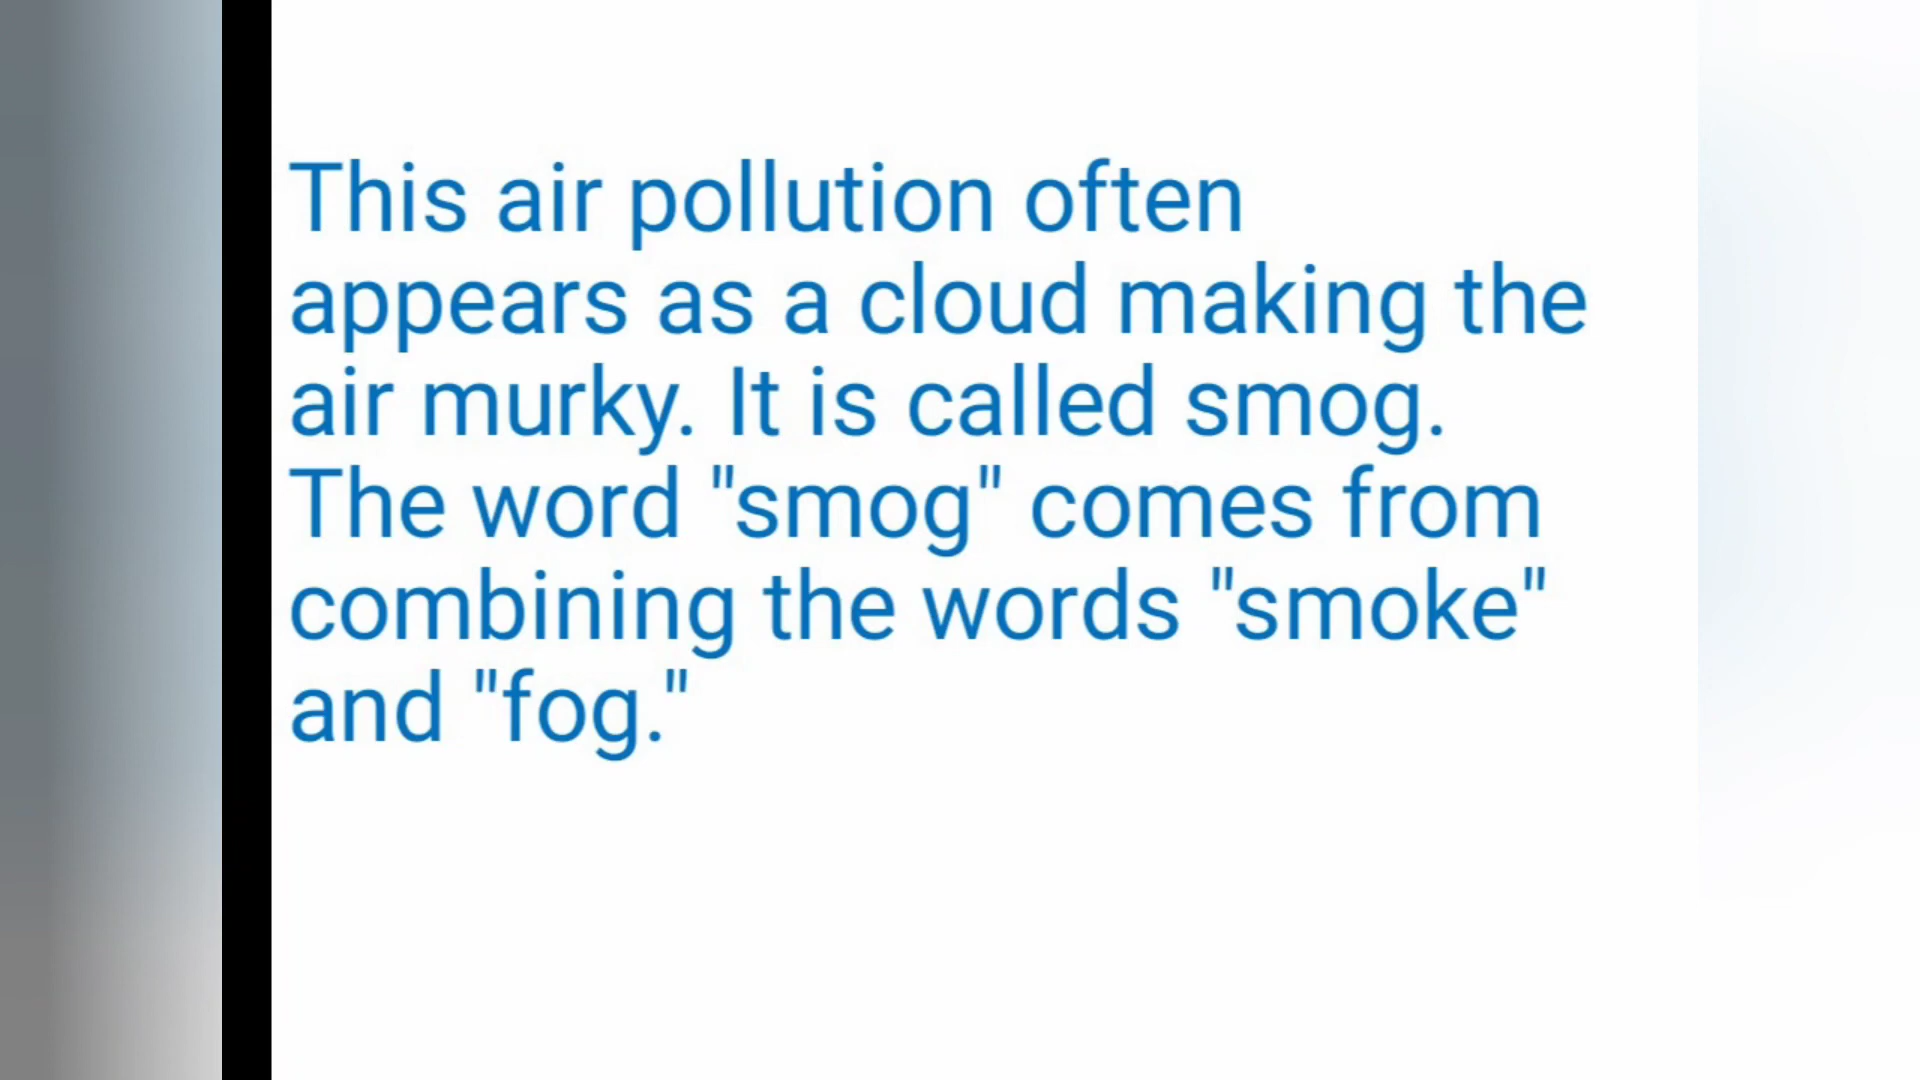 This air pollution often
appears as a cloud making the
air murky. It is called smog.
The word "smog" comes from
combining the words "smoke"
and "fog."